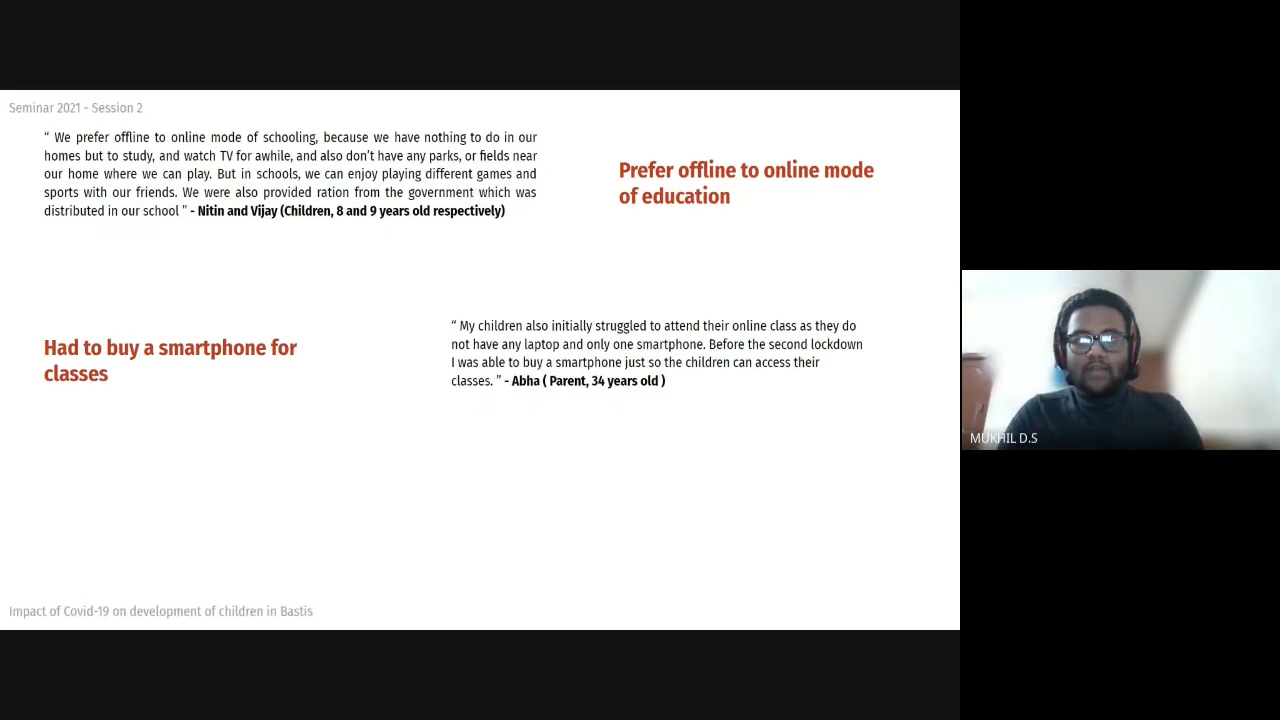 Seminar 2021 - Session 2
“ We prefer offline to online mode of schooling, because we have nothing to do in our
homes but to study, and watch TV for awhile, and also don’t have any parks, or fields near
our home where we can play. But in schools, we can enjoy playing different games and
sports with our friends. We were also provided ration from the government which was
distributed in our school ” - Nitin and Vijay (Children, 8 and 9 years old respectively)
Prefer offline to online mode
of education
Had to buy a smartphone for
classes
“ My children also initially struggled to attend their online class as they do
not have any laptop and only one smartphone. Before the second lockdown
I was able to buy a smartphone just so the children can access their
classes. ” - Abha ( Parent, 34 years old )
MUKHIL D.S
Impact of Covid-19 on development of children in Bastis